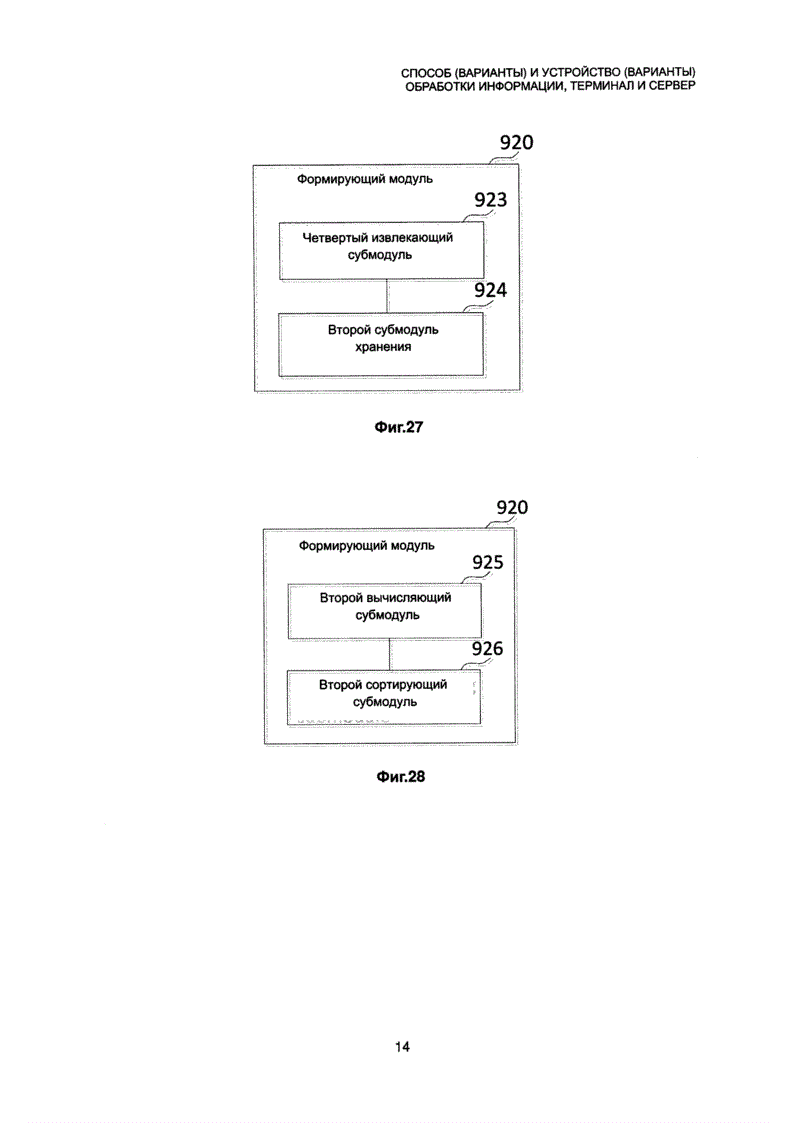 СПОСОБ (ВАРИАНТЫ) И УСТРОЙСТВО (ВАРИАНТЫ)
ОБРАБОТКИ ИНФОРМАЦИИ, ТЕРМИНАЛ И СЕРВЕР
920
Формирующий модуль
923
Четвертый извлекающий
субмодуль
924
Второй субмодуль
хранения
Фиг.27
920
Формирующий модуль
925
Второй вычисляющий
субмодуль
926
Второй сортирующий
субмодуль
Фиг.28
14